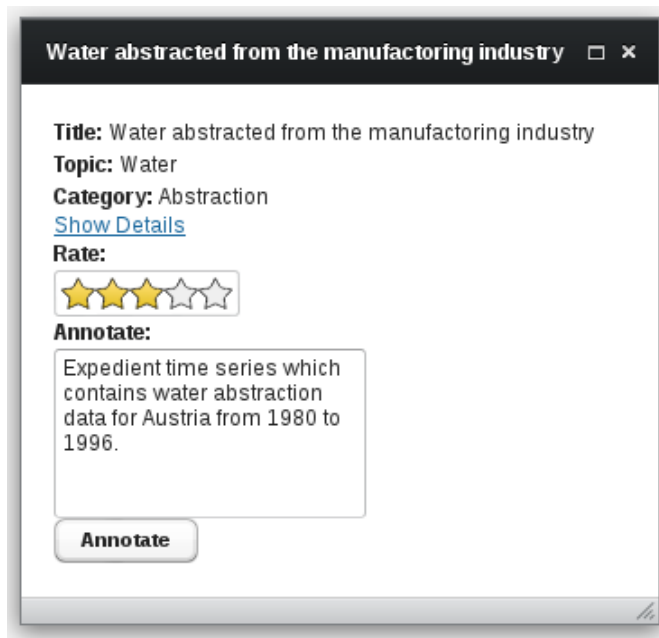 Water abstracted from the manufactoring industry
Title: Water abstracted from the manufactoring industry
Topic: Water
Category: Abstraction
Show Details
Rate:
Annotate:
Expedient time series which
contains water abstraction
data for Austria from 1980 to
1996.
Annotate